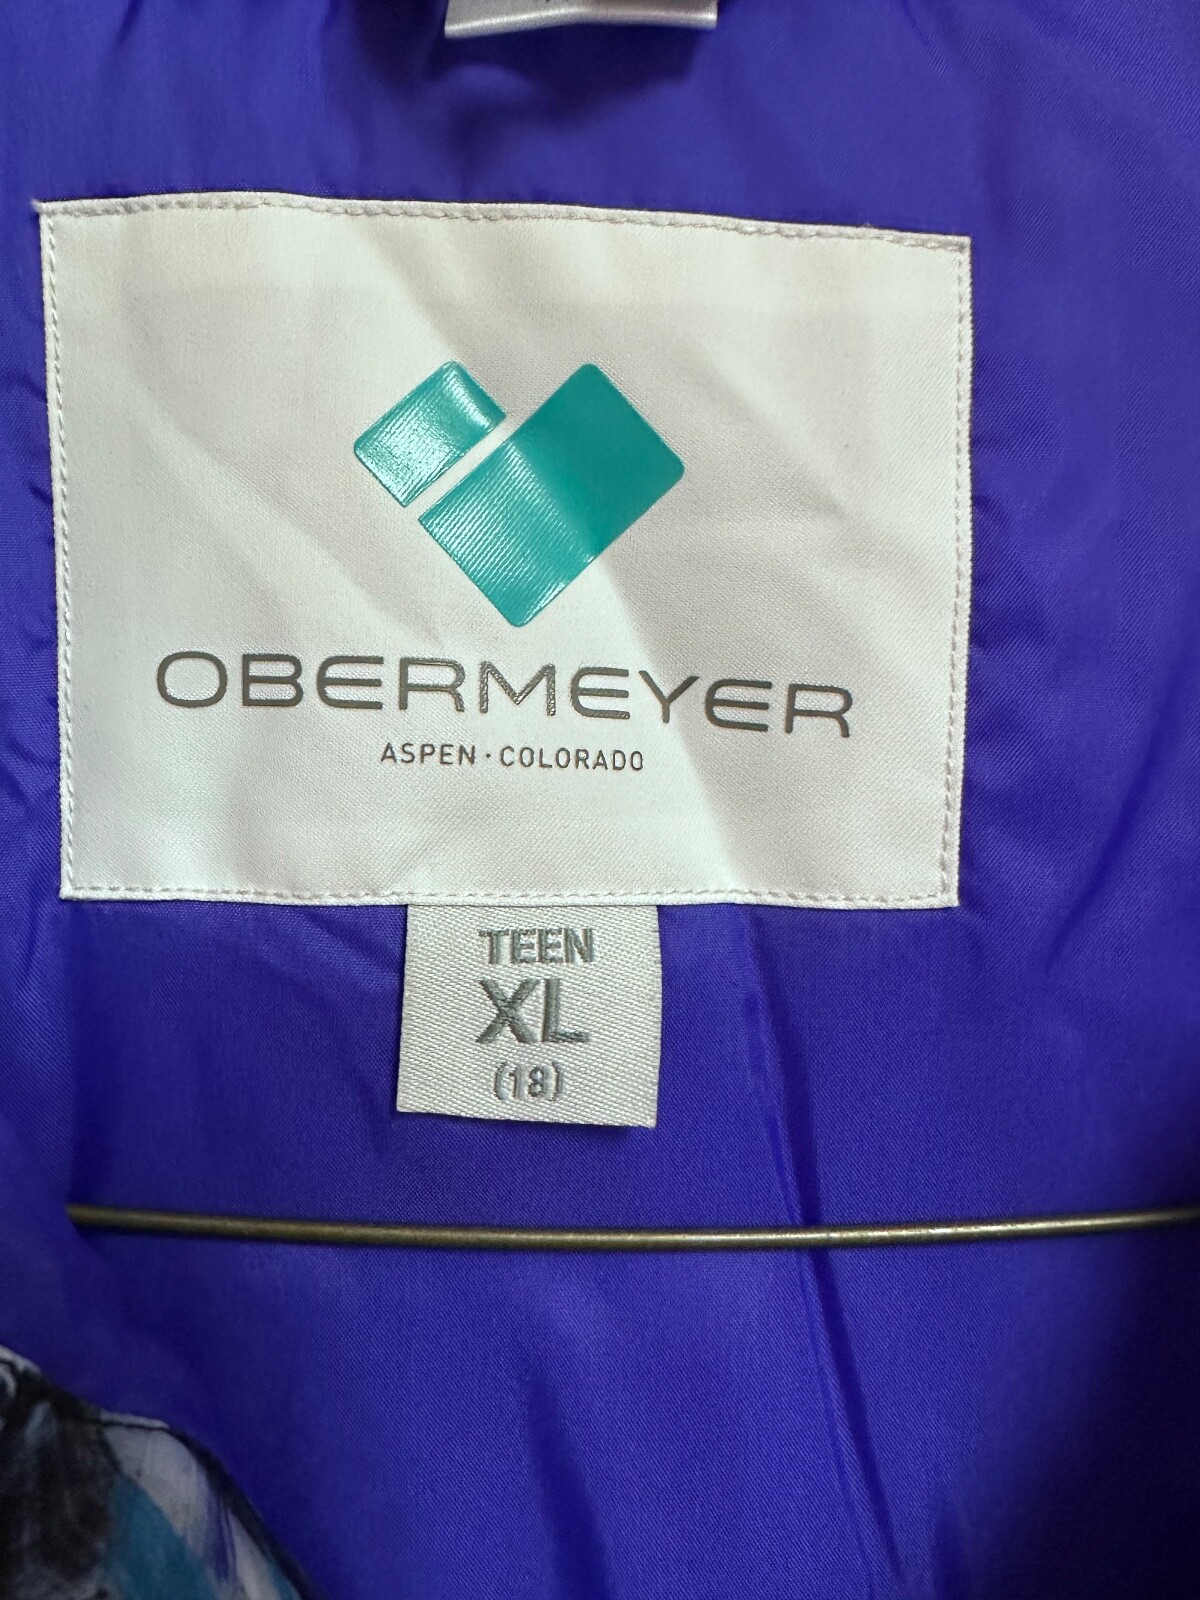 OBERMEYER
ASPEN · COLORADO
TEEN
XL
(18)